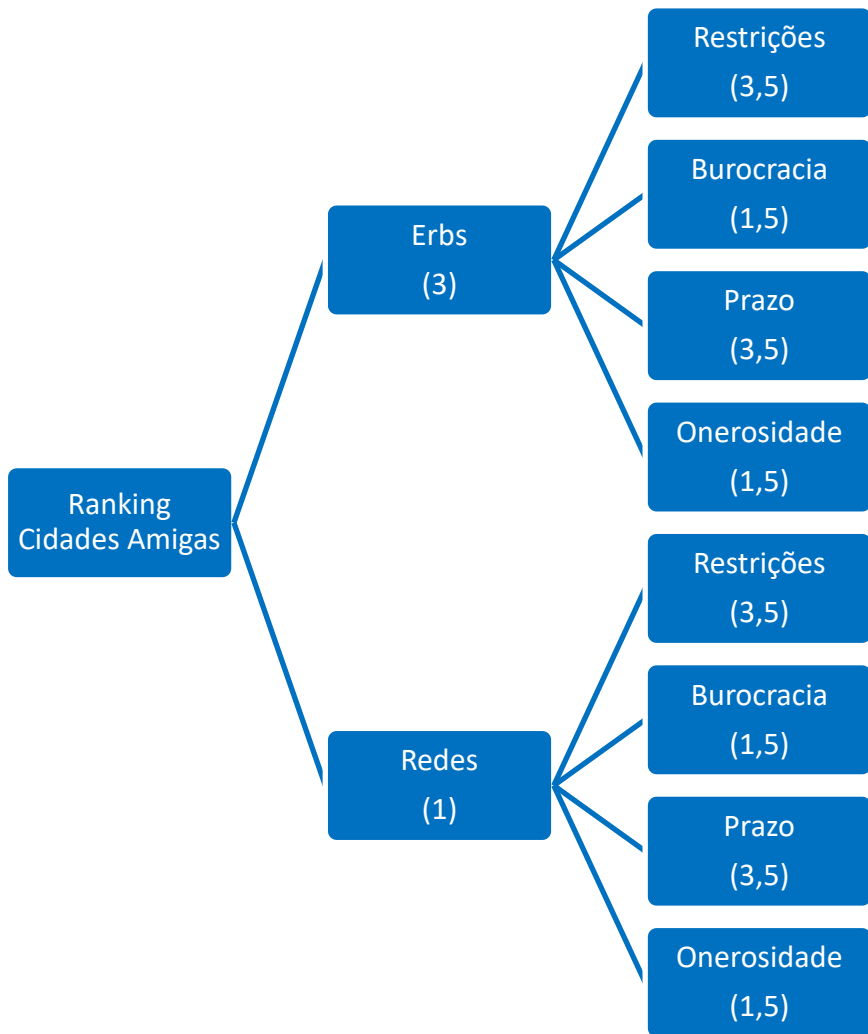 Ranking
Cidades Amigas
Erbs
(3)
Restrições
(3,5)
Burocracia
(1,5)
Prazo
(3,5)
Onerosidade
(1,5)
Redes
(1)
Restrições
(3,5)
Burocracia
(1,5)
Prazo
(3,5)
Onerosidade
(1,5)